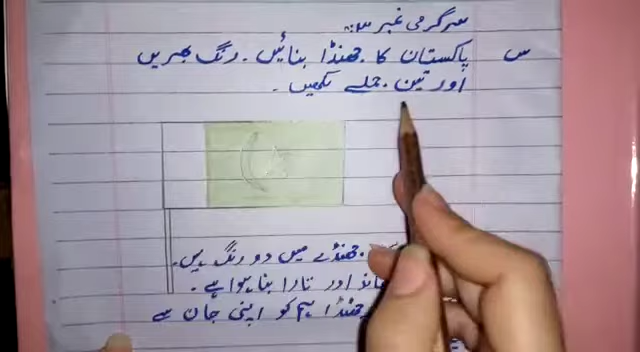 سرگرمی نمبر ۳:
س پاکستان کا جھنڈا بنائیں۔ رنگ بھریں
اور تین جملے لکھیں۔
جھنڈے میں دو رنگ ہیں۔
چاند اور تارا بنا ہوا ہے۔
جھنڈا ہم کو اپنی جان سے